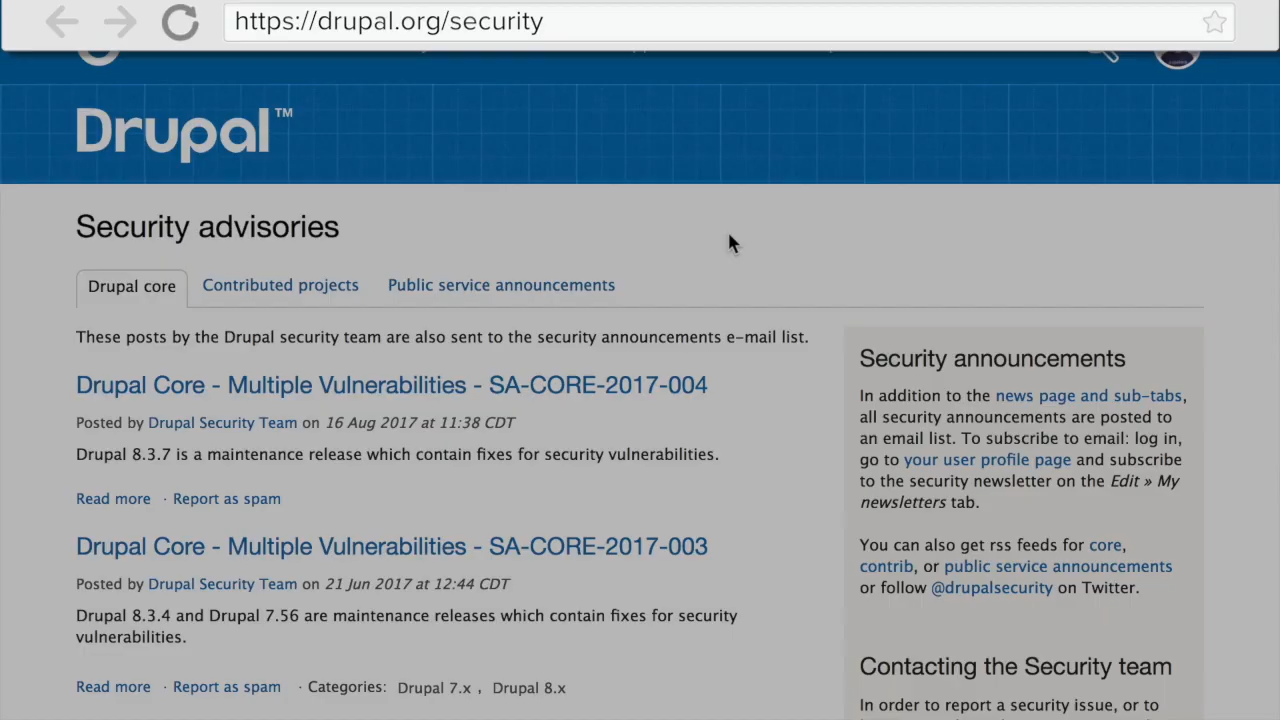 https://drupal.org/security
Drupal™
Security advisories
Drupal core Contributed projects Public service announcements
These posts by the Drupal security team are also sent to the security announcements e-mail list.
Drupal Core - Multiple Vulnerabilities - SA-CORE-2017-004
Posted by Drupal Security Team on 16 Aug 2017 at 11:38 CDT
Drupal 8.3.7 is a maintenance release which contain fixes for security vulnerabilities.
Read more · Report as spam
Drupal Core - Multiple Vulnerabilities - SA-CORE-2017-003
Posted by Drupal Security Team on 21 Jun 2017 at 12:44 CDT
Drupal 8.3.4 and Drupal 7.56 are maintenance releases which contain fixes for security
vulnerabilities.
Read more · Report as spam · Categories: Drupal 7.x , Drupal 8.x
Security announcements
In addition to the news page and sub-tabs,
all security announcements are posted to
an email list. To subscribe to email: log in,
go to your user profile page and subscribe
to the security newsletter on the Edit » My
newsletters tab.
You can also get rss feeds for core,
contrib, or public service announcements
or follow @drupalsecurity on Twitter.
Contacting the Security team
In order to report a security issue, or to